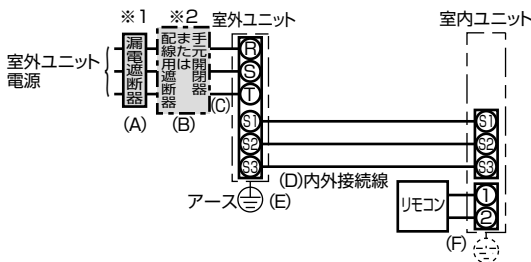 ※1
※2
室外ユニット
室内ユニット
室外ユニット
電源
漏電遮断器
手元開閉器
または
配線用遮断器
(A)
(B)
(C)
R
S
T
S1
S2
S3
S1
S2
S3
(D)内外接続線
アース
(E)
リモコン
1
2
(F)